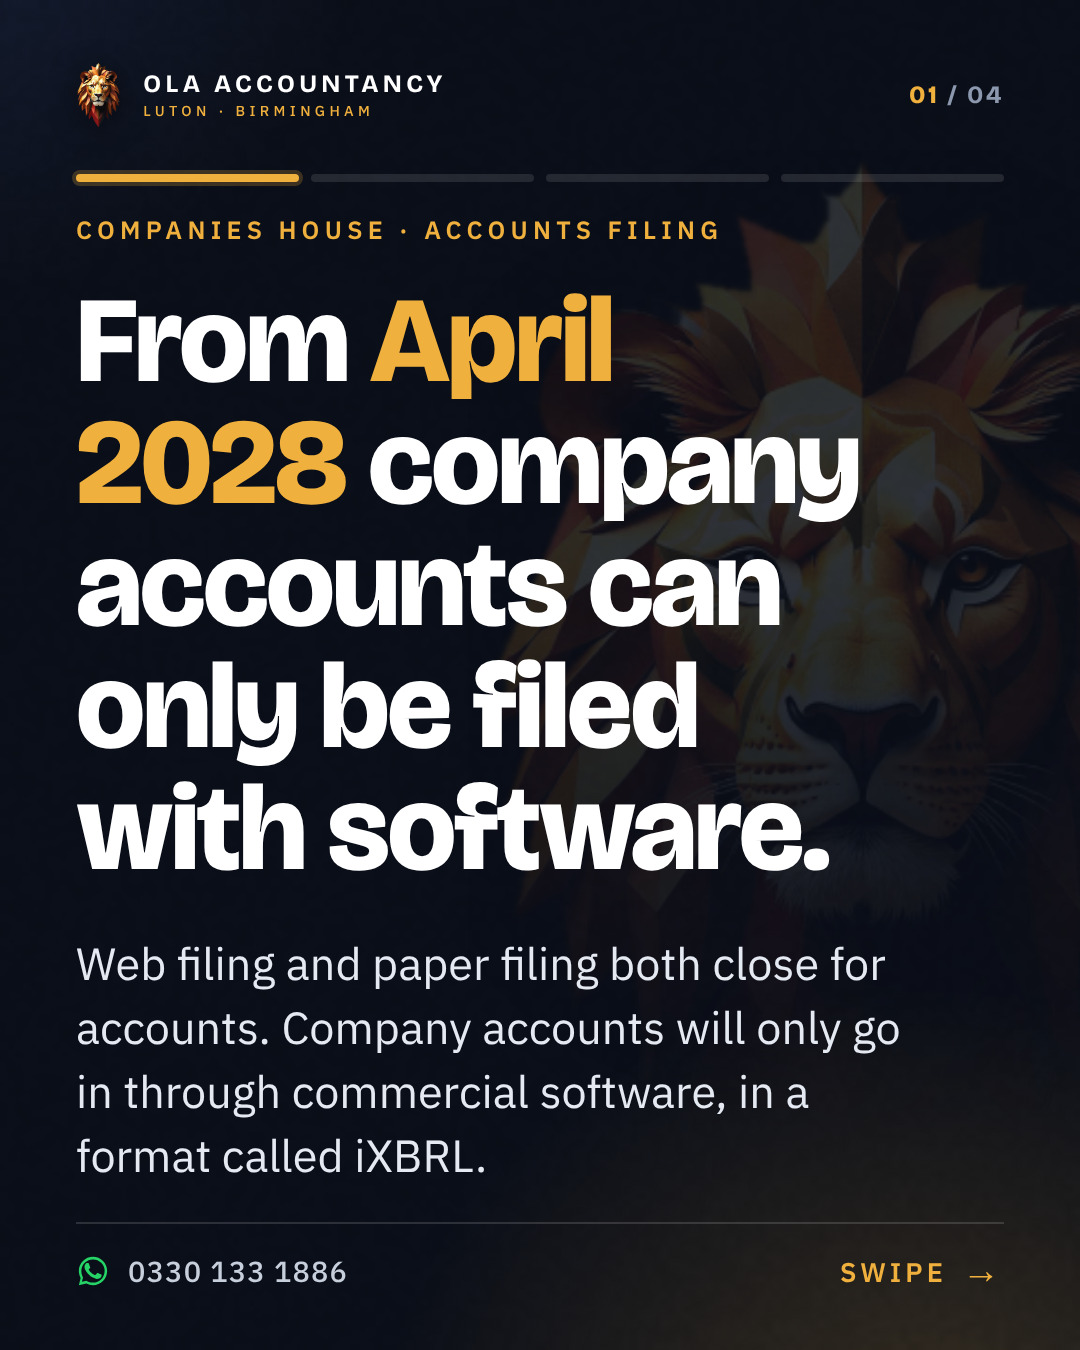 OLA ACCOUNTANCY
LUTON · BIRMINGHAM
01 / 04
COMPANIES HOUSE · ACCOUNTS FILING
From April
2028 company
accounts can
only be filed
with software.
Web filing and paper filing both close for
accounts. Company accounts will only go
in through commercial software, in a
format called iXBRL.
0330 133 1886
SWIPE →